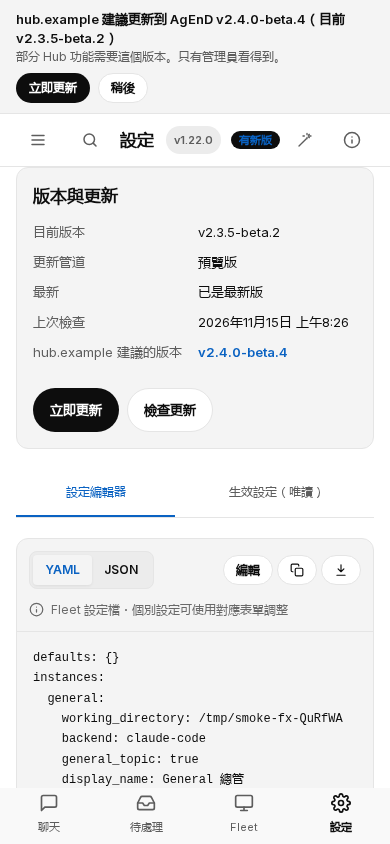 hub.example 建議更新到 AgEnD v2.4.0-beta.4（目前
v2.3.5-beta.2）
部分 Hub 功能需要這個版本。只有管理員看得到。
立即更新 稍後
設定 v1.22.0 有新版
版本與更新
目前版本 v2.3.5-beta.2
更新管道 預覽版
最新 已是最新版
上次檢查 2026年11月15日 上午8:26
hub.example 建議的版本 v2.4.0-beta.4
立即更新 檢查更新
設定編輯器 生效設定（唯讀）
YAML JSON 編輯
Fleet 設定檔・個別設定可使用對應表單調整
defaults: {}
instances:
general:
working_directory: /tmp/smoke-fx-QuRfWA
backend: claude-code
general_topic: true
display_name: General 總管
聊天 待處理 Fleet 設定